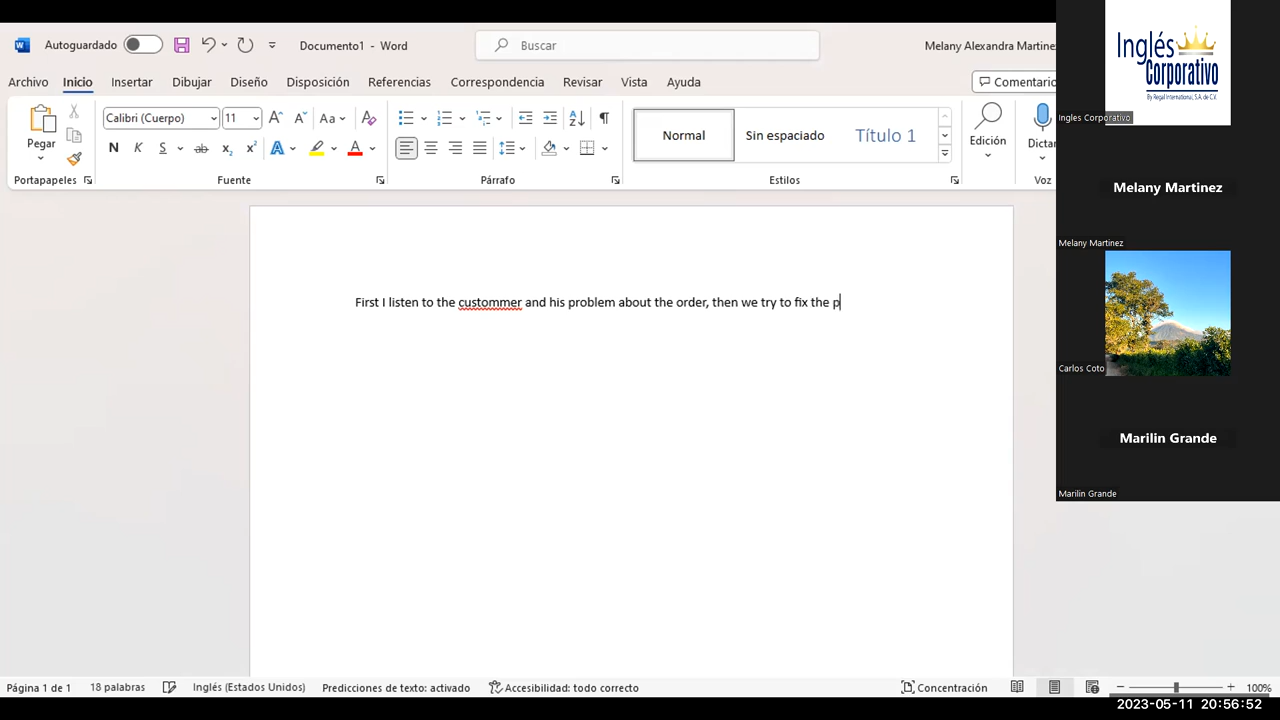 Autoguardado
Documento1 - Word
Buscar
Melany Alexandra Martine
Archivo Inicio Insertar Dibujar Diseño Disposición Referencias Correspondencia Revisar Vista Ayuda
Comentario
Pegar
Portapapeles
Calibri (Cuerpo) 11
Fuente
Párrafo
Normal Sin espaciado Título 1
Estilos
Edición
Dictar
Voz
First I listen to the custommer and his problem about the order, then we try to fix the p
Página 1 de 1 18 palabras Inglés (Estados Unidos) Predicciones de texto: activado Accesibilidad: todo correcto Concentración 100%
Inglés
Corporativo
By Regal International, S.A. de C.V.
Ingles Corporativo
Melany Martinez
Melany Martinez
Carlos Coto
Marilin Grande
Marilin Grande
2023-05-11 20:56:52